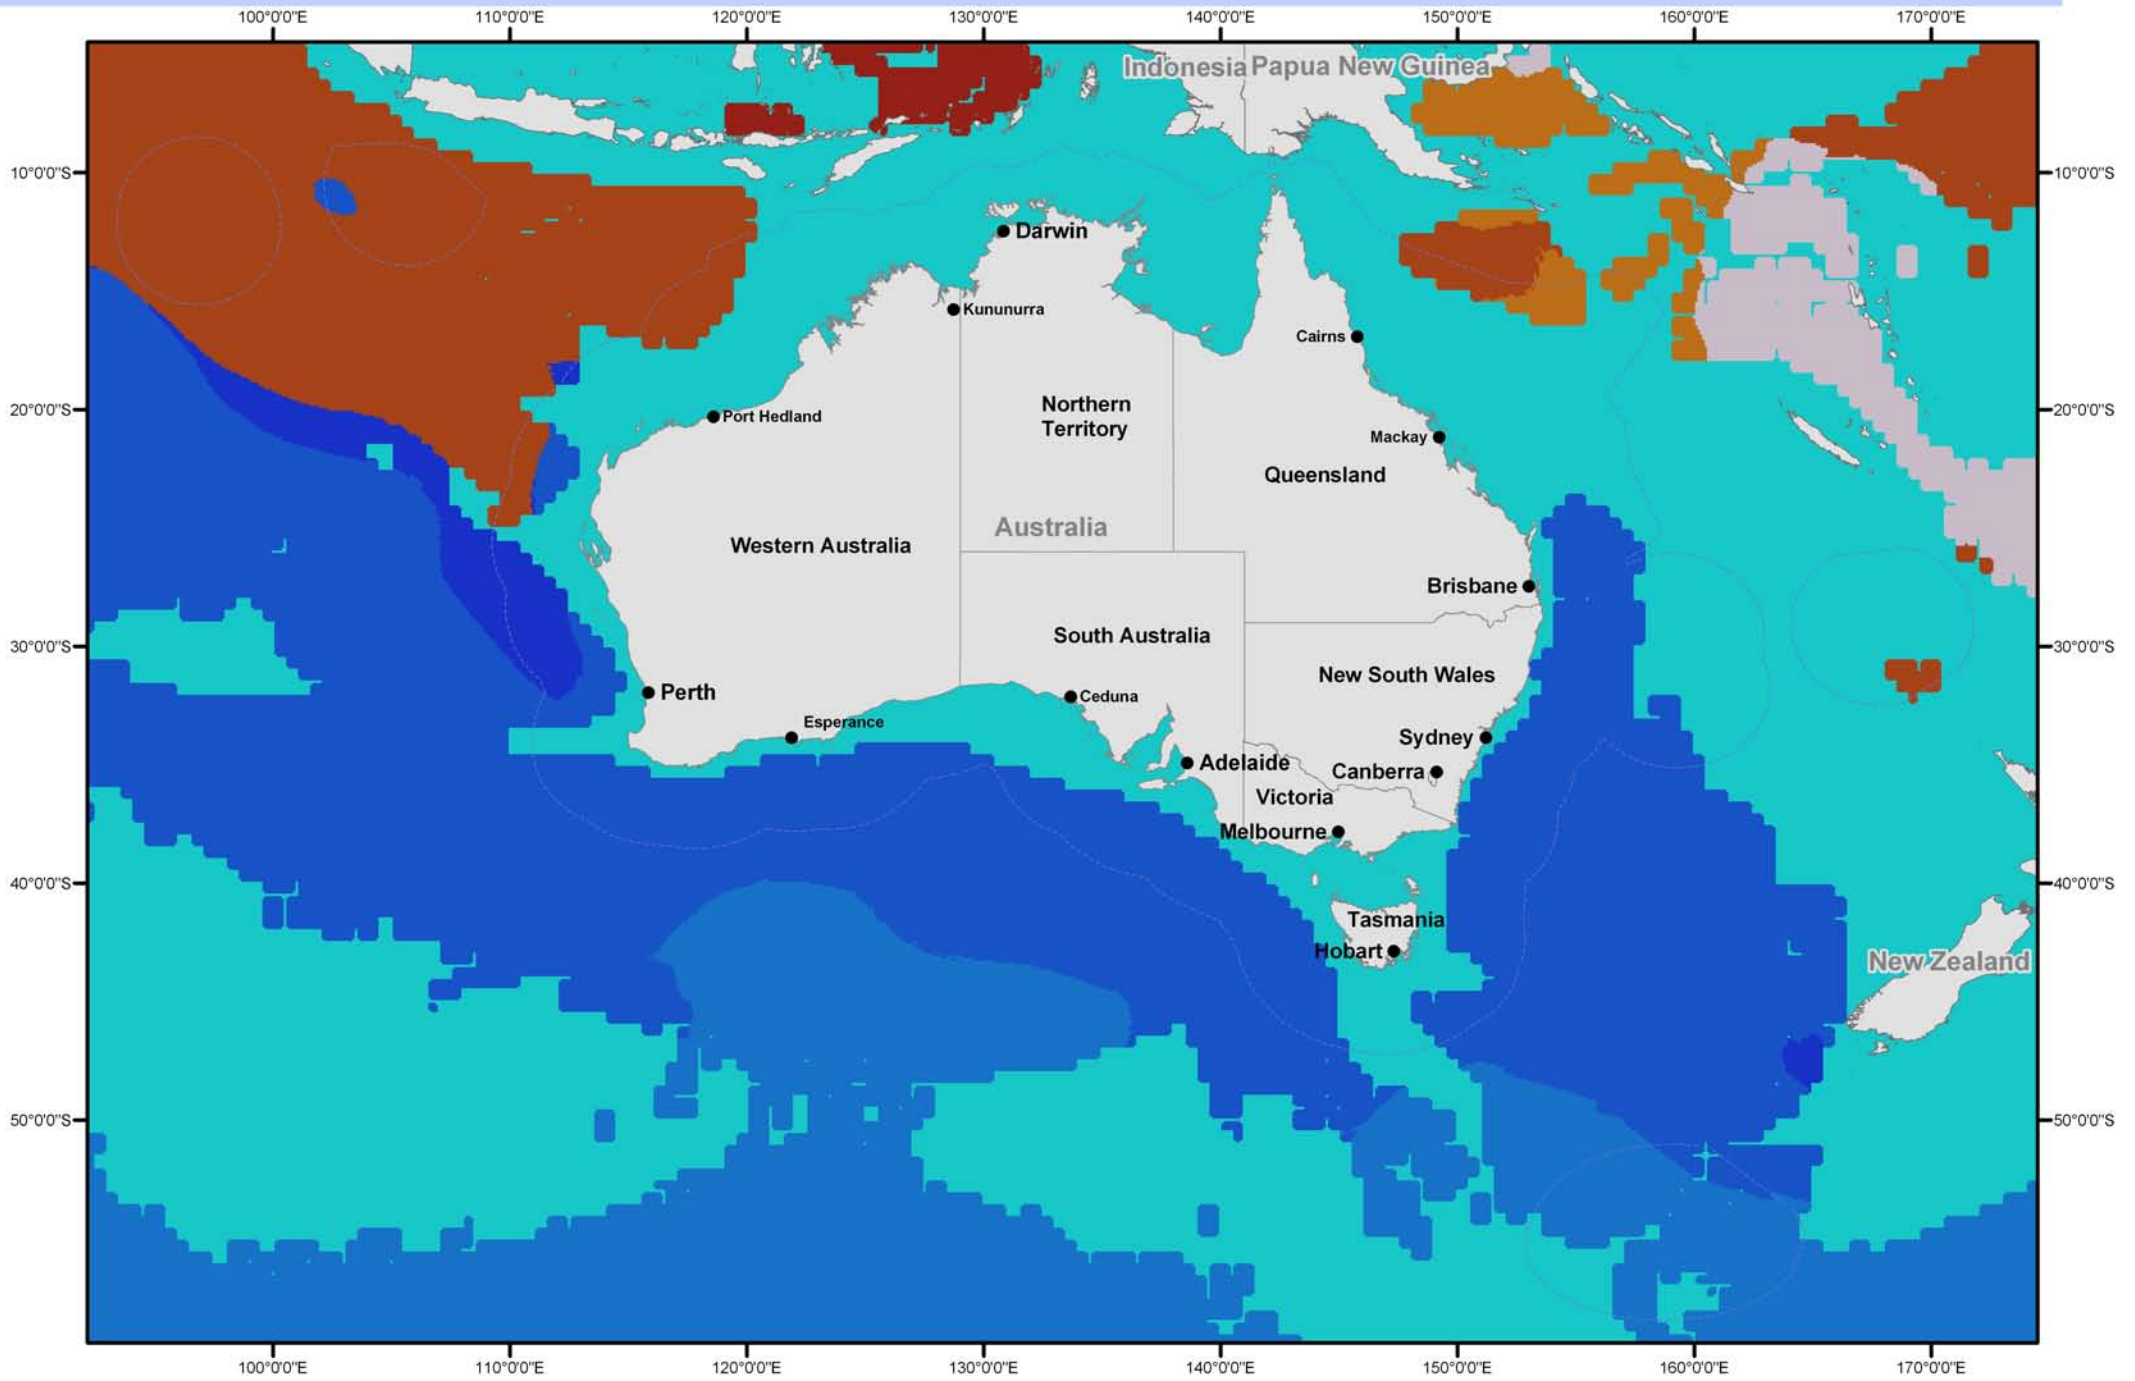 100°0'0"E 110°0'0"E 120°0'0"E 130°0'0"E 140°0'0"E 150°0'0"E 160°0'0"E 170°0'0"E
Indonesia Papua New Guinea
10°0'0"S 10°0'0"S
Darwin
Kununurra
Cairns
20°0'0"S 20°0'0"S
Port Hedland
Northern
Territory
Mackay
Queensland
Australia
Western Australia
Brisbane
South Australia
30°0'0"S 30°0'0"S
New South Wales
Perth
Ceduna
Esperance
Sydney
Adelaide
Canberra
Victoria
Melbourne
40°0'0"S 40°0'0"S
Tasmania
Hobart
New Zealand
50°0'0"S 50°0'0"S
100°0'0"E 110°0'0"E 120°0'0"E 130°0'0"E 140°0'0"E 150°0'0"E 160°0'0"E 170°0'0"E